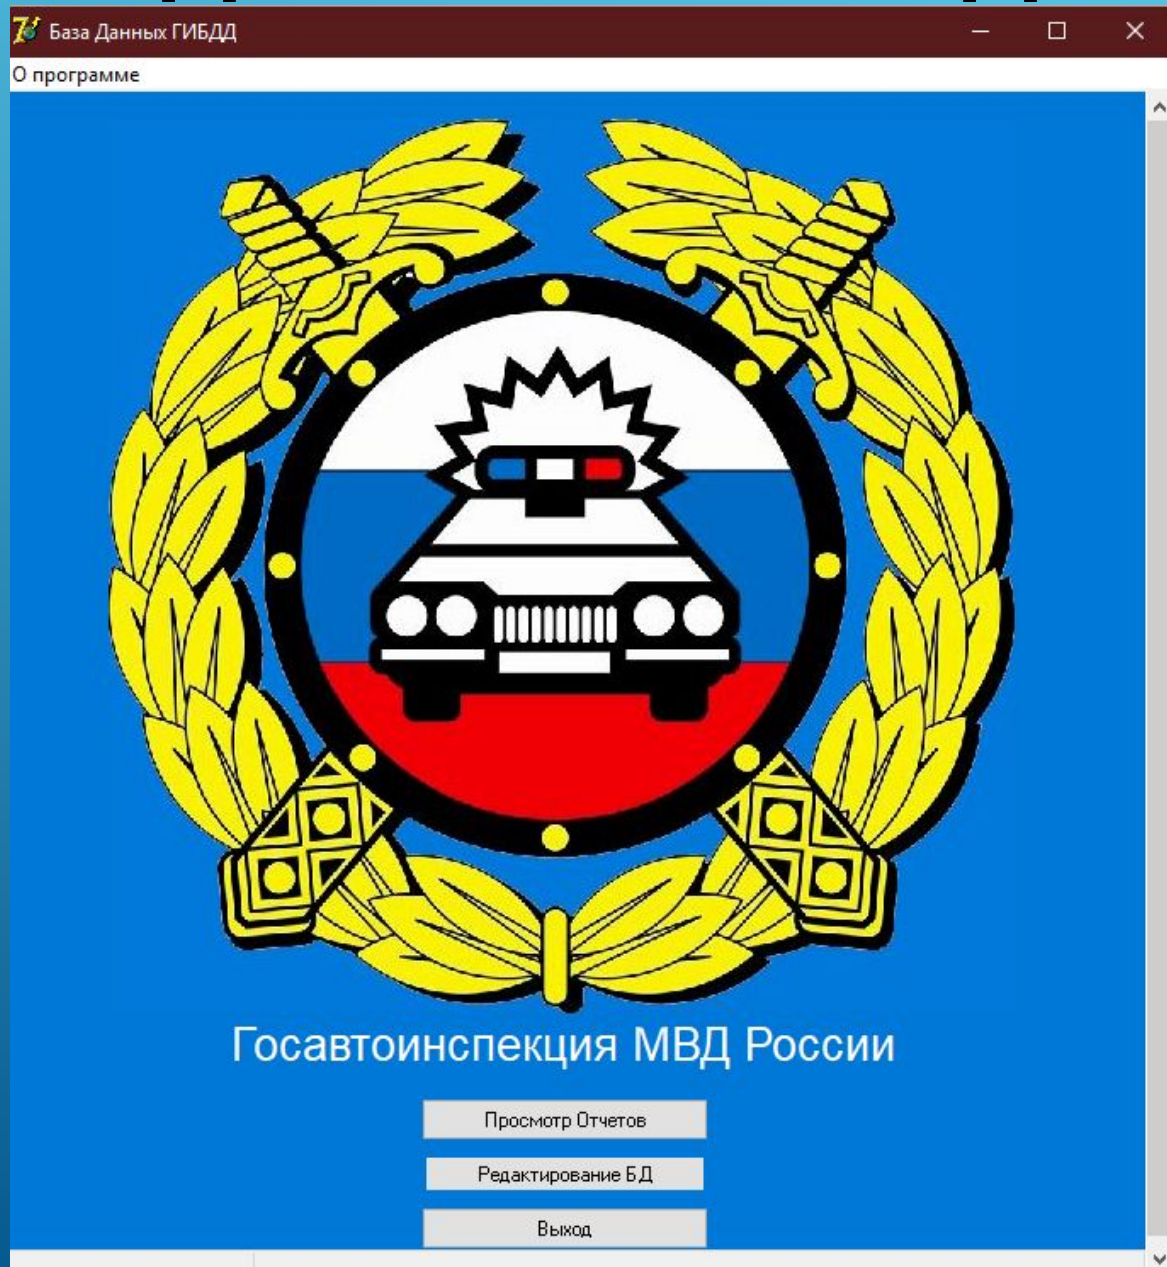 База Данных ГИБДД
О программе
Госавтоинспекция МВД России
Просмотр Отчетов
Редактирование БД
Выход